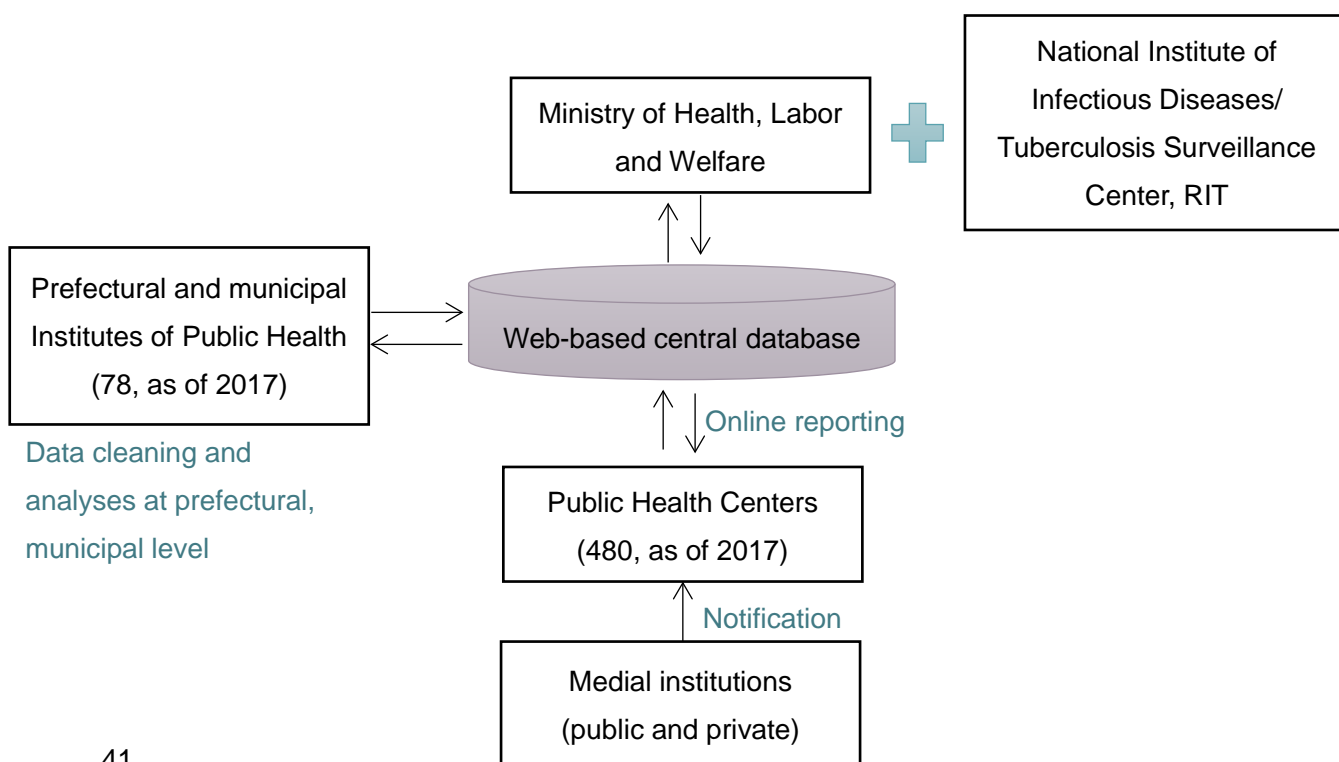 Ministry of Health, Labor
and Welfare
National Institute of
Infectious Diseases/
Tuberculosis Surveillance
Center, RIT
Prefectural and municipal
Institutes of Public Health
(78, as of 2017)
Web-based central database
Data cleaning and
analyses at prefectural,
municipal level
Online reporting
Public Health Centers
(480, as of 2017)
Notification
Medial institutions
(public and private)
41